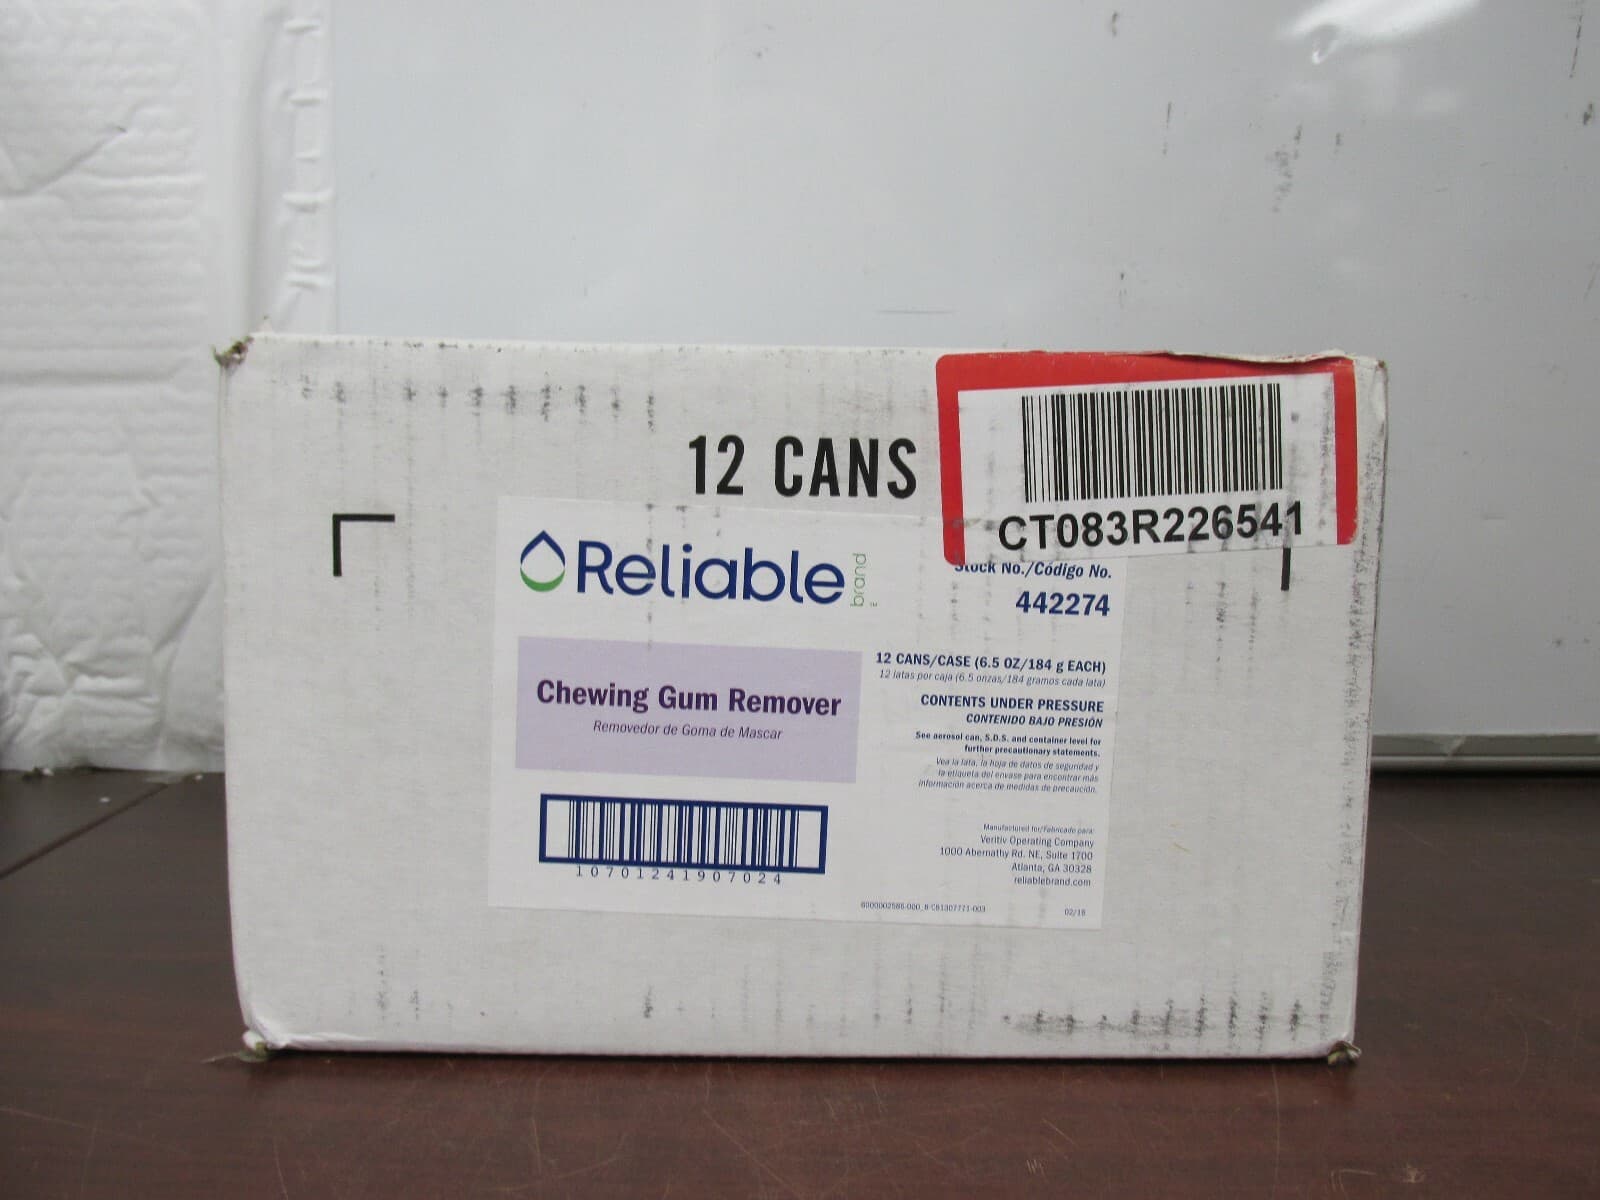 12 CANS
CT083R226541
Reliable
brand
Stock No./Código No.
442274
Chewing Gum Remover
Removedor de Goma de Mascar
12 CANS/CASE (6.5 OZ/184 g EACH)
12 latas por caja (6.5 onzas/184 gramos cada lata)
CONTENTS UNDER PRESSURE
CONTENIDO BAJO PRESIÓN
See aerosol can, S.D.S. and container level for
further precautionary statements.
Vea la lata, la hoja de datos de seguridad y
la etiqueta del envase para encontrar más
información acerca de medidas de precaución.
10701241907024
Manufactured for/Fabricado para:
Veritiv Operating Company
1000 Abernathy Rd. NE, Suite 1700
Atlanta, GA 30328
reliablebrand.com
02/18